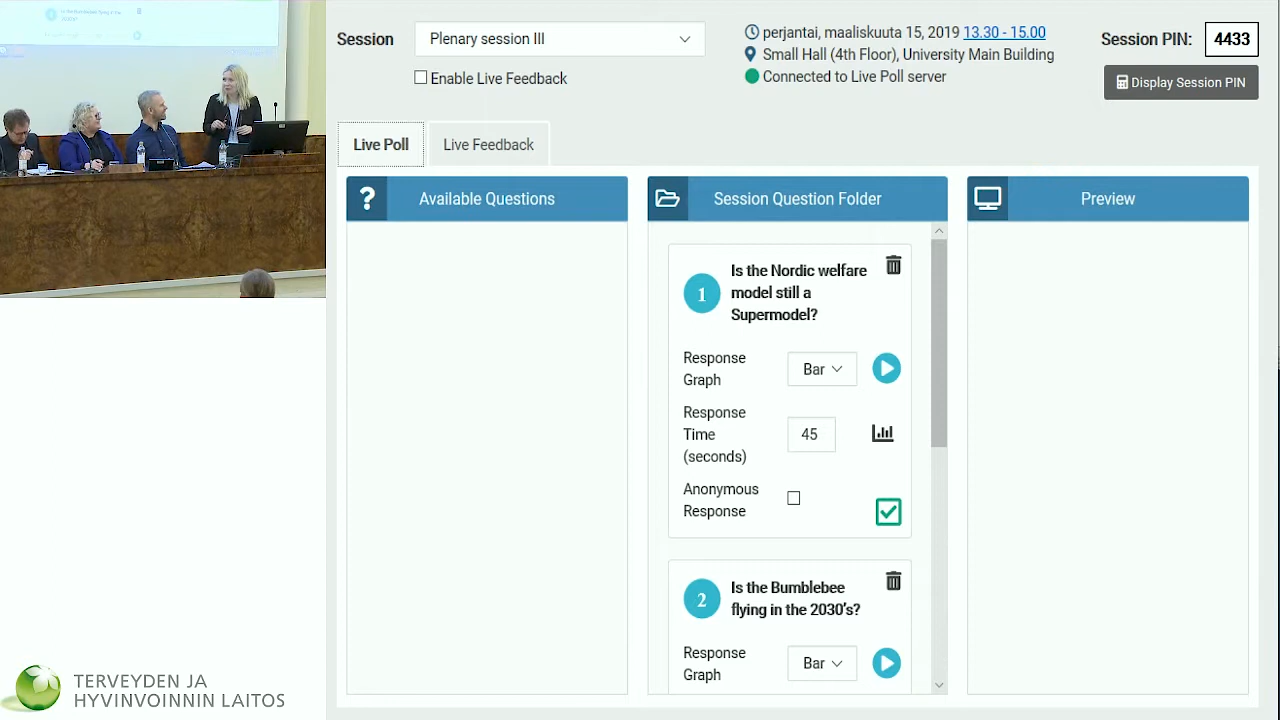 Session
Plenary session III
Enable Live Feedback
perjantai, maaliskuuta 15, 2019 13.30 - 15.00
Small Hall (4th Floor), University Main Building
Connected to Live Poll server
Session PIN: 4433
Display Session PIN
Live Poll
Live Feedback
? Available Questions
Session Question Folder
Preview
1
Is the Nordic welfare
model still a
Supermodel?
Response
Graph
Bar
Response
Time
(seconds)
45
Anonymous
Response
2
Is the Bumblebee
flying in the 2030's?
Response
Graph
Bar
TERVEYDEN JA
HYVINVOINNIN LAITOS